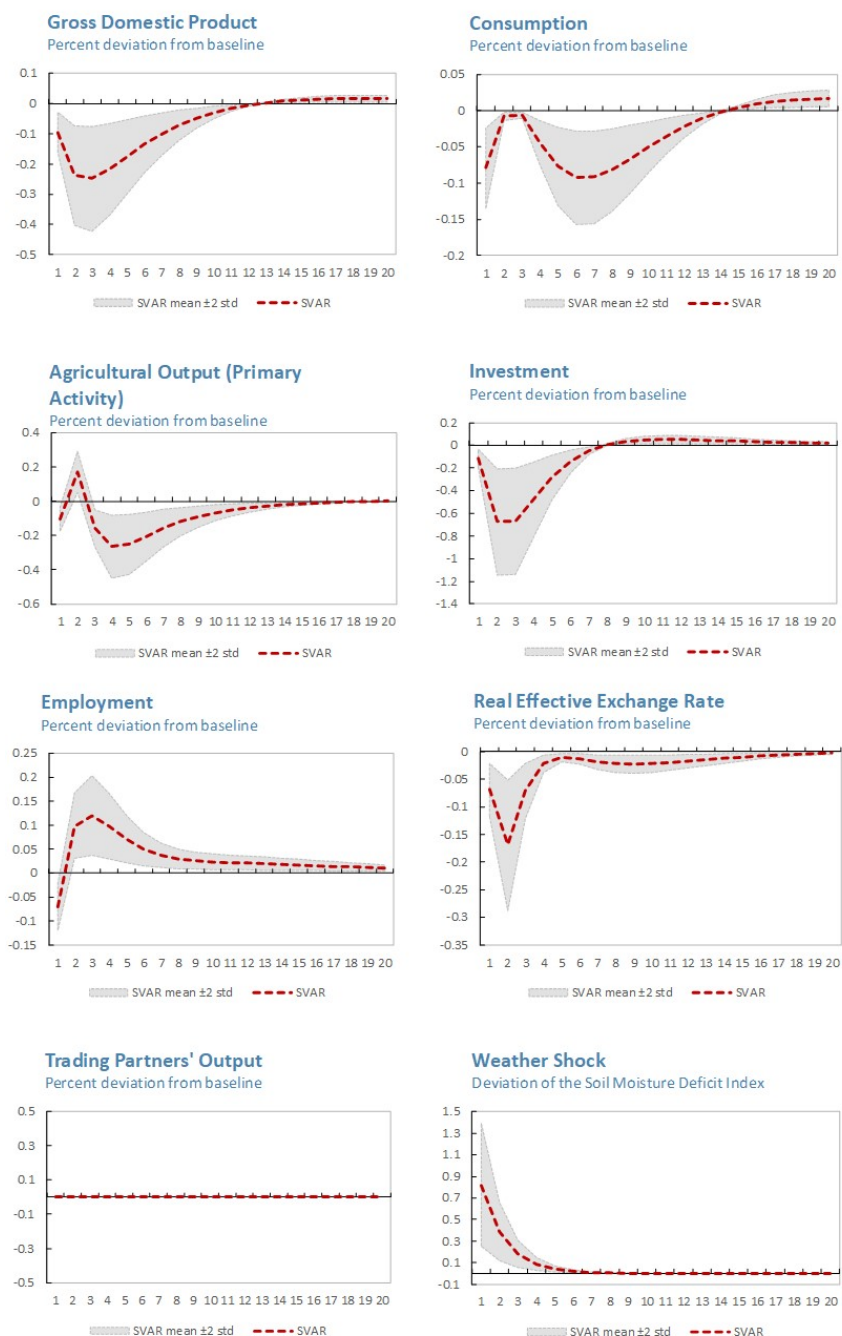 Gross Domestic Product
Percent deviation from baseline
0.1
0
-0.1
-0.2
-0.3
-0.4
-0.5
1 2 3 4 5 6 7 8 9 10 11 12 13 14 15 16 17 18 19 20
SVAR mean ±2 std SVAR
Consumption
Percent deviation from baseline
0.05
0
-0.05
-0.1
-0.15
-0.2
1 2 3 4 5 6 7 8 9 10 11 12 13 14 15 16 17 18 19 20
SVAR mean ±2 std SVAR
Agricultural Output (Primary
Activity)
Percent deviation from baseline
0.4
0.2
0
-0.2
-0.4
-0.6
1 2 3 4 5 6 7 8 9 10 11 12 13 14 15 16 17 18 19 20
SVAR mean ±2 std SVAR
Investment
Percent deviation from baseline
0.2
0
-0.2
-0.4
-0.6
-0.8
-1
-1.2
-1.4
1 2 3 4 5 6 7 8 9 10 11 12 13 14 15 16 17 18 19 20
SVAR mean ±2 std SVAR
Employment
Percent deviation from baseline
0.25
0.2
0.15
0.1
0.05
0
-0.05
-0.1
-0.15
1 2 3 4 5 6 7 8 9 10 11 12 13 14 15 16 17 18 19 20
SVAR mean ±2 std SVAR
Real Effective Exchange Rate
Percent deviation from baseline
0
-0.05
-0.1
-0.15
-0.2
-0.25
-0.3
-0.35
1 2 3 4 5 6 7 8 9 10 11 12 13 14 15 16 17 18 19 20
SVAR mean ±2 std SVAR
Trading Partners' Output
Percent deviation from baseline
0.5
0.3
0.1
-0.1
-0.3
-0.5
1 2 3 4 5 6 7 8 9 10 11 12 13 14 15 16 17 18 19 20
SVAR mean ±2 std SVAR
Weather Shock
Deviation of the Soil Moisture Deficit Index
1.5
1.3
1.1
0.9
0.7
0.5
0.3
0.1
-0.1
1 2 3 4 5 6 7 8 9 10 11 12 13 14 15 16 17 18 19 20
SVAR mean ±2 std SVAR